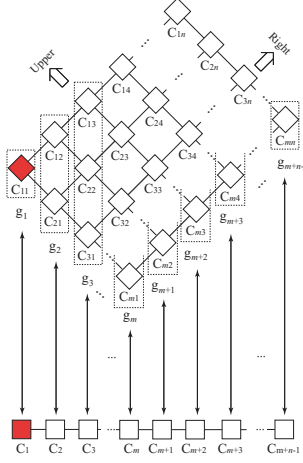 C1n
Upper
Right
C2n
C14
C3n
C13
C24
C12
C23
C34
Cmn
C11
C22
C33
Cm4
gm+n-1
g1
C21
C32
Cm3
gm+3
g2
C31
Cm2
gm+2
g3
Cm1
gm+1
gm
C1 C2 C3 Cm Cm+1 Cm+2 Cm+3 Cm+n-1